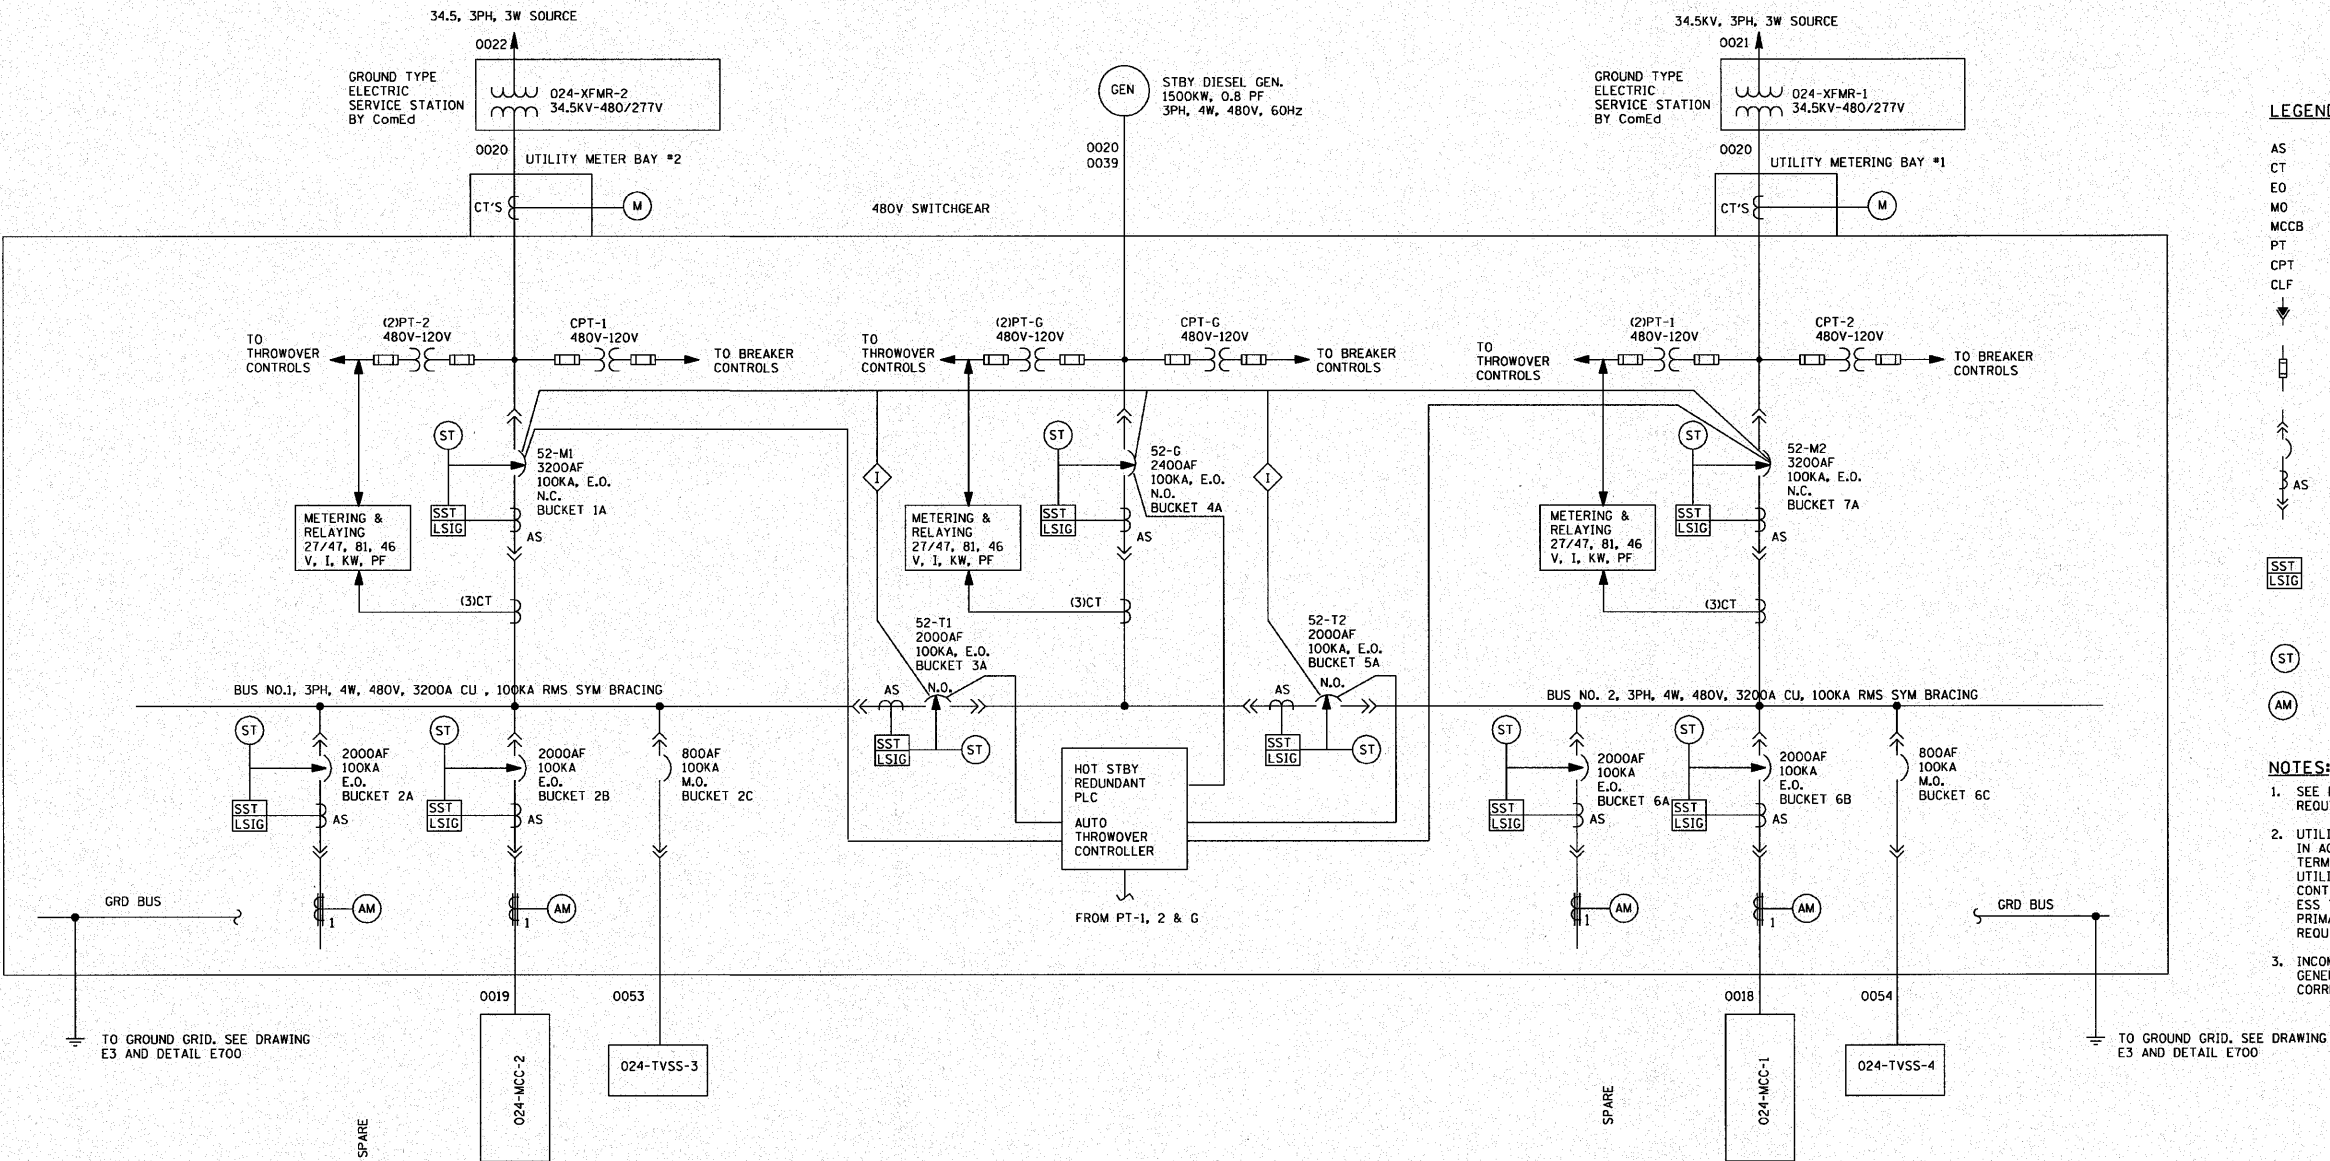 34.5, 3PH, 3W SOURCE
0022
GROUND TYPE
ELECTRIC
SERVICE STATION
BY ComEd
024-XFMR-2
34.5KV-480/277V
0020
UTILITY METER BAY #2
CT'S
M
GEN
STBY DIESEL GEN.
1500KW, 0.8 PF
3PH, 4W, 480V, 60Hz
0020
0039
480V SWITCHGEAR
34.5KV, 3PH, 3W SOURCE
0021
GROUND TYPE
ELECTRIC
SERVICE STATION
BY ComEd
024-XFMR-1
34.5KV-480/277V
0020
UTILITY METERING BAY #1
CT'S
M
TO
THROWOVER
CONTROLS
(2)PT-2
480V-120V
CPT-1
480V-120V
TO BREAKER
CONTROLS
TO
THROWOVER
CONTROLS
(2)PT-G
480V-120V
CPT-G
480V-120V
TO BREAKER
CONTROLS
TO
THROWOVER
CONTROLS
(2)PT-1
480V-120V
CPT-2
480V-120V
TO BREAKER
CONTROLS
ST
52-M1
3200AF
100KA, E.O.
N.C.
BUCKET 1A
SST
LSIG
AS
METERING &
RELAYING
27/47, 81, 46
V, I, KW, PF
(3)CT
I
ST
52-G
2400AF
100KA, E.O.
N.O.
BUCKET 4A
SST
LSIG
AS
METERING &
RELAYING
27/47, 81, 46
V, I, KW, PF
(3)CT
I
ST
52-M2
3200AF
100KA, E.O.
N.C.
BUCKET 7A
SST
LSIG
AS
METERING &
RELAYING
27/47, 81, 46
V, I, KW, PF
(3)CT
52-T1
2000AF
100KA, E.O.
BUCKET 3A
N.O.
AS
SST
LSIG
ST
52-T2
2000AF
100KA, E.O.
BUCKET 5A
N.O.
AS
SST
LSIG
ST
BUS NO.1, 3PH, 4W, 480V, 3200A CU , 100KA RMS SYM BRACING
BUS NO. 2, 3PH, 4W, 480V, 3200A CU, 100KA RMS SYM BRACING
ST
2000AF
100KA
E.O.
BUCKET 2A
SST
LSIG
AS
1
AM
ST
2000AF
100KA
E.O.
BUCKET 2B
SST
LSIG
AS
1
AM
800AF
100KA
M.O.
BUCKET 2C
HOT STBY
REDUNDANT
PLC
AUTO
THROWOVER
CONTROLLER
FROM PT-1, 2 & G
ST
2000AF
100KA
E.O.
BUCKET 6A
SST
LSIG
AS
1
AM
ST
2000AF
100KA
E.O.
BUCKET 6B
SST
LSIG
AS
1
AM
800AF
100KA
M.O.
BUCKET 6C
GRD BUS
GRD BUS
TO GROUND GRID. SEE DRAWING
E3 AND DETAIL E700
SPARE
0019
024-MCC-2
0053
024-TVSS-3
SPARE
0018
024-MCC-1
0054
024-TVSS-4
TO GROUND GRID. SEE DRAWING
E3 AND DETAIL E700
LEGEND
AS
CT
EO
MO
MCCB
PT
CPT
CLF
AS
SST
LSIG
ST
AM
NOTES:
1. SEE
2.
IN
3.